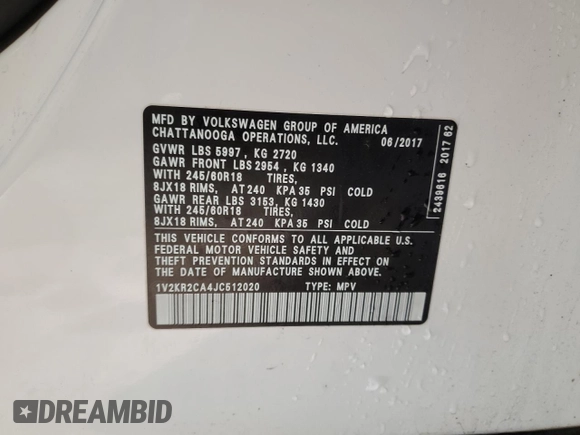 MFD BY VOLKSWAGEN GROUP OF AMERICA
CHATTANOOGA OPERATIONS, LLC. 06/2017
GVWR LBS 5997 , KG 2720
GAWR FRONT LBS 2954 , KG 1340
WITH 245/60R18 TIRES,
8JX18 RIMS, AT 240 KPA 35 PSI COLD
GAWR REAR LBS 3153, KG 1430
WITH 245/60R18 TIRES,
8JX18 RIMS, AT 240 KPA 35 PSI COLD
THIS VEHICLE CONFORMS TO ALL APPLICABLE U.S.
FEDERAL MOTOR VEHICLE SAFETY AND
THEFT PREVENTION STANDARDS IN EFFECT ON
THE DATE OF MANUFACTURE SHOWN ABOVE.
1V2KR2CA4JC512020 TYPE: MPV
2439616 2017 62
DREAMBID